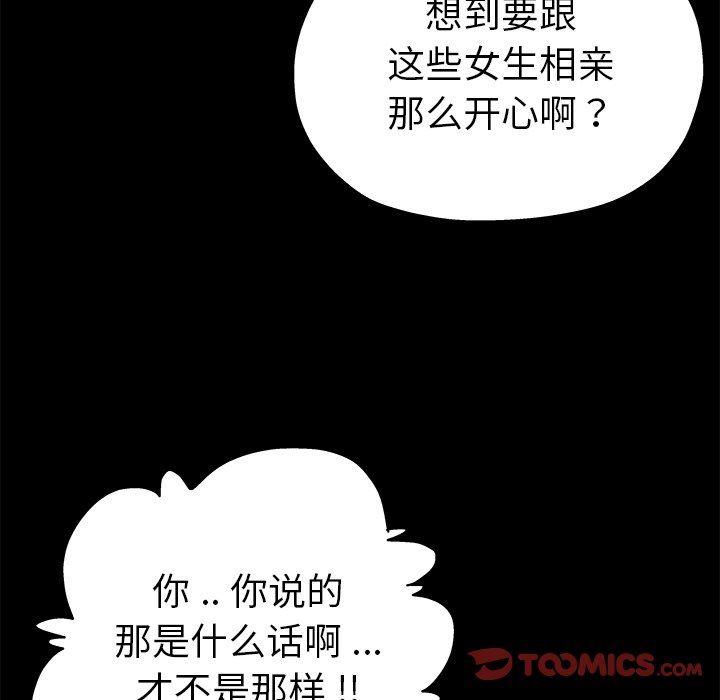 想到要跟
这些女生相亲
那么开心啊？
你 .. 你说的
那是什么话啊 ...
才不是那样 !!
TOOMICS.COM